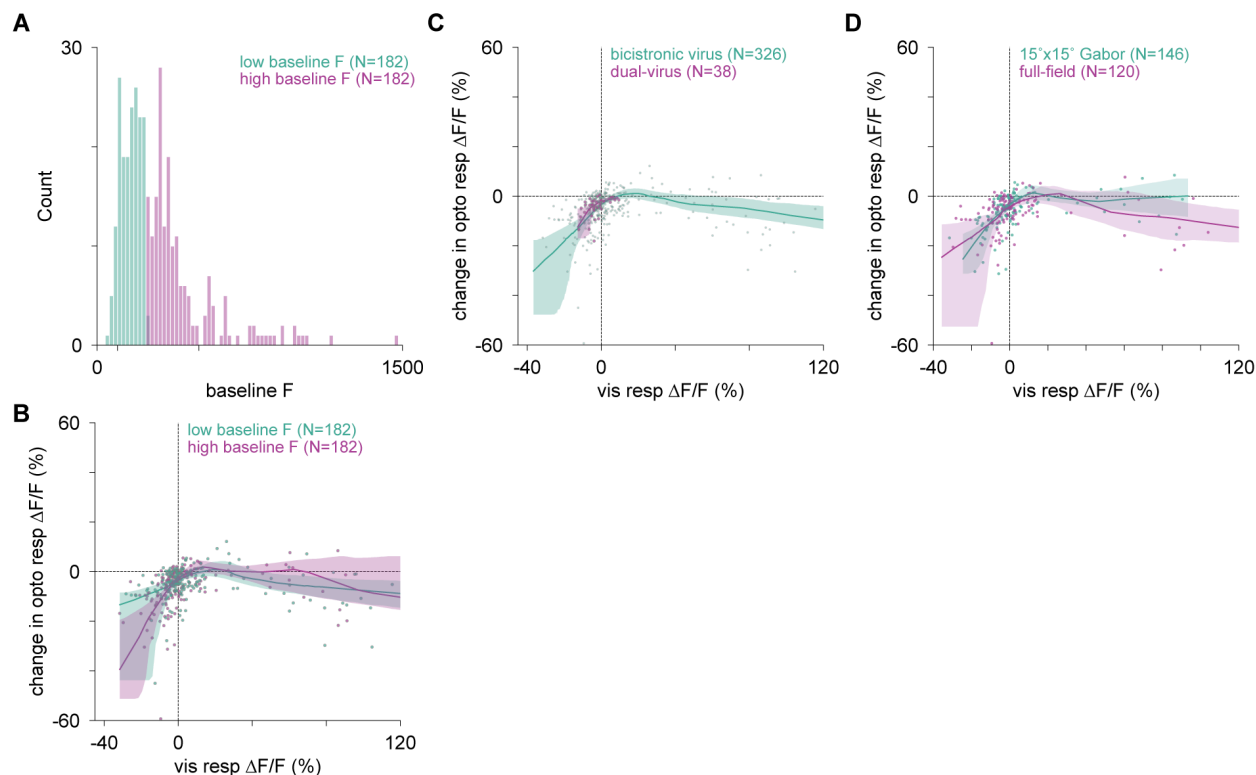 A
30
low baseline F (N=182)
high baseline F (N=182)
Count
0
0
1500
baseline F
B
60
low baseline F (N=182)
high baseline F (N=182)
change in opto resp ΔF/F (%)
0
-60
-40
0
120
vis resp ΔF/F (%)
C
60
bicistronic virus (N=326)
dual-virus (N=38)
change in opto resp ΔF/F (%)
0
-60
-40
0
120
vis resp ΔF/F (%)
D
60
15˚x15˚ Gabor (N=146)
full-field (N=120)
change in opto resp ΔF/F (%)
0
-60
-40
0
120
vis resp ΔF/F (%)